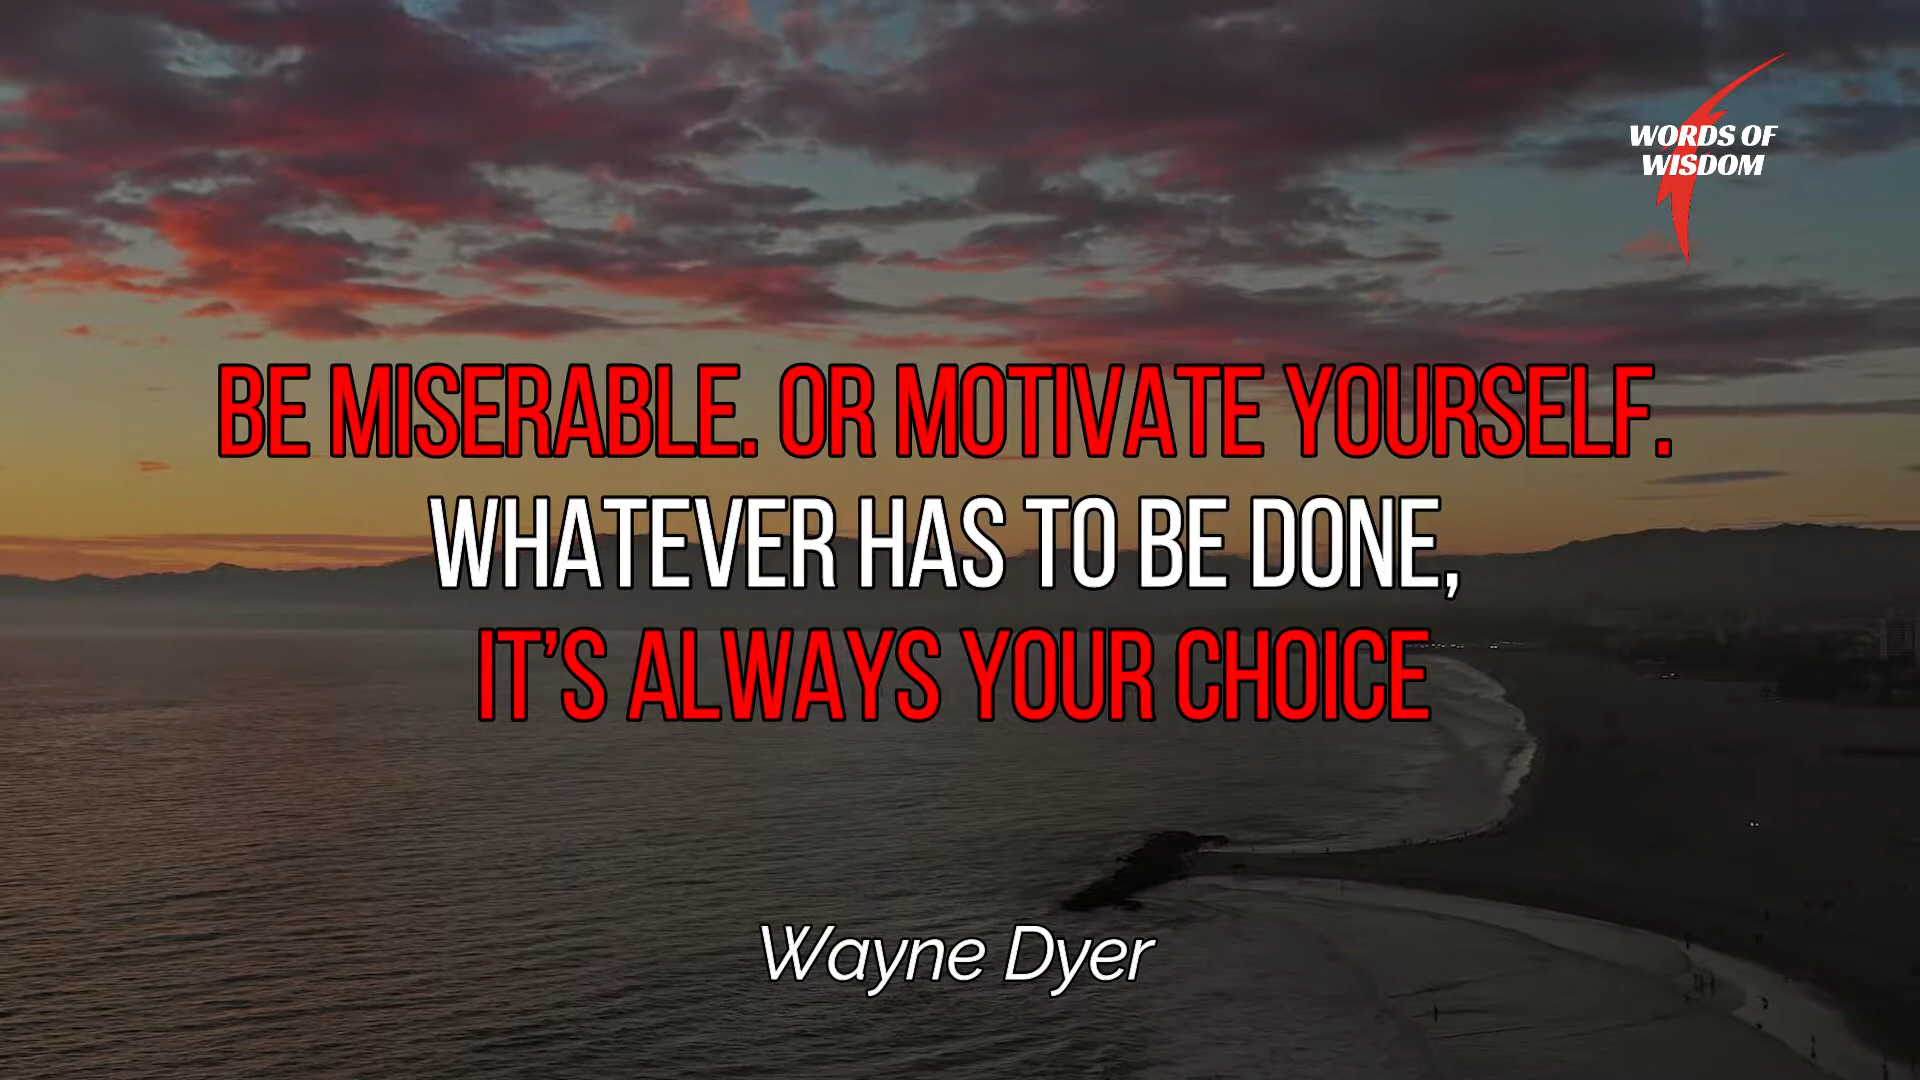 WORDS OF
WISDOM
BE MISERABLE. OR MOTIVATE YOURSELF.
WHATEVER HAS TO BE DONE,
IT’S ALWAYS YOUR CHOICE
Wayne Dyer